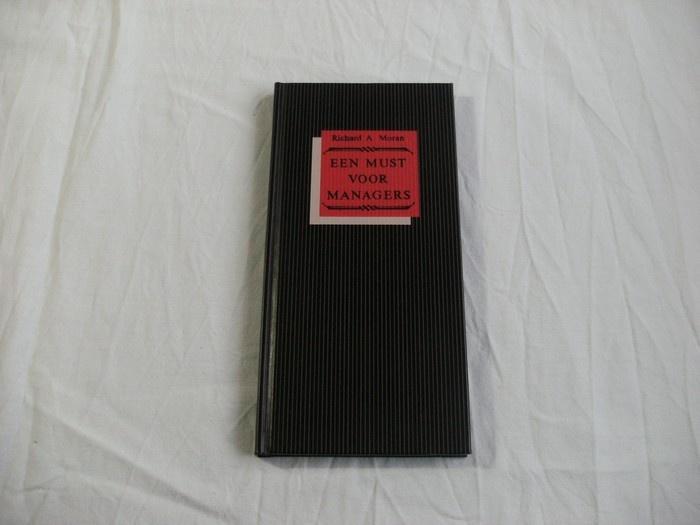 Richard A. Moran
EEN MUST
VOOR
MANAGERS